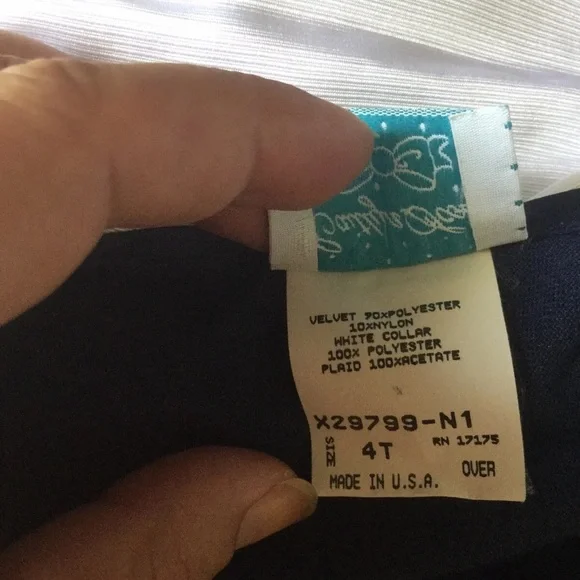 VELVET 90%POLYESTER
10%NYLON
WHITE COLLAR
100% POLYESTER
PLAID 100%ACETATE
X29799-N1
SIZE 4T RN 17175
MADE IN U.S.A. OVER